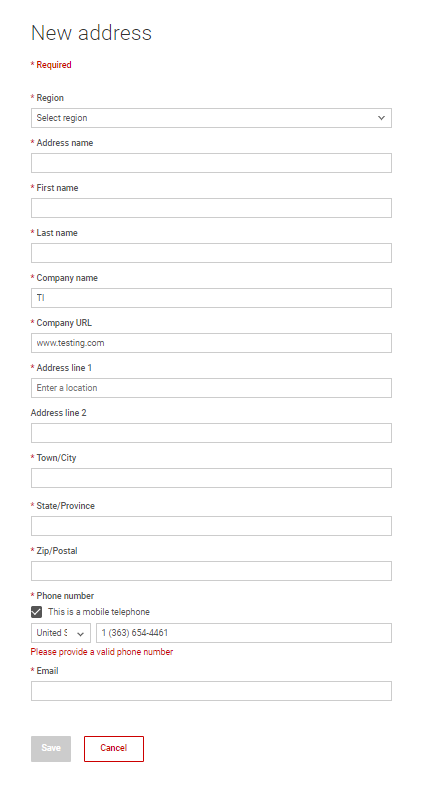 New address
* Required
* Region
Select region
* Address name
* First name
* Last name
* Company name
TI
* Company URL
www.testing.com
* Address line 1
Enter a location
Address line 2
* Town/City
* State/Province
* Zip/Postal
* Phone number
This is a mobile telephone
United S 1 (363) 654-4461
Please provide a valid phone number
* Email
Save Cancel